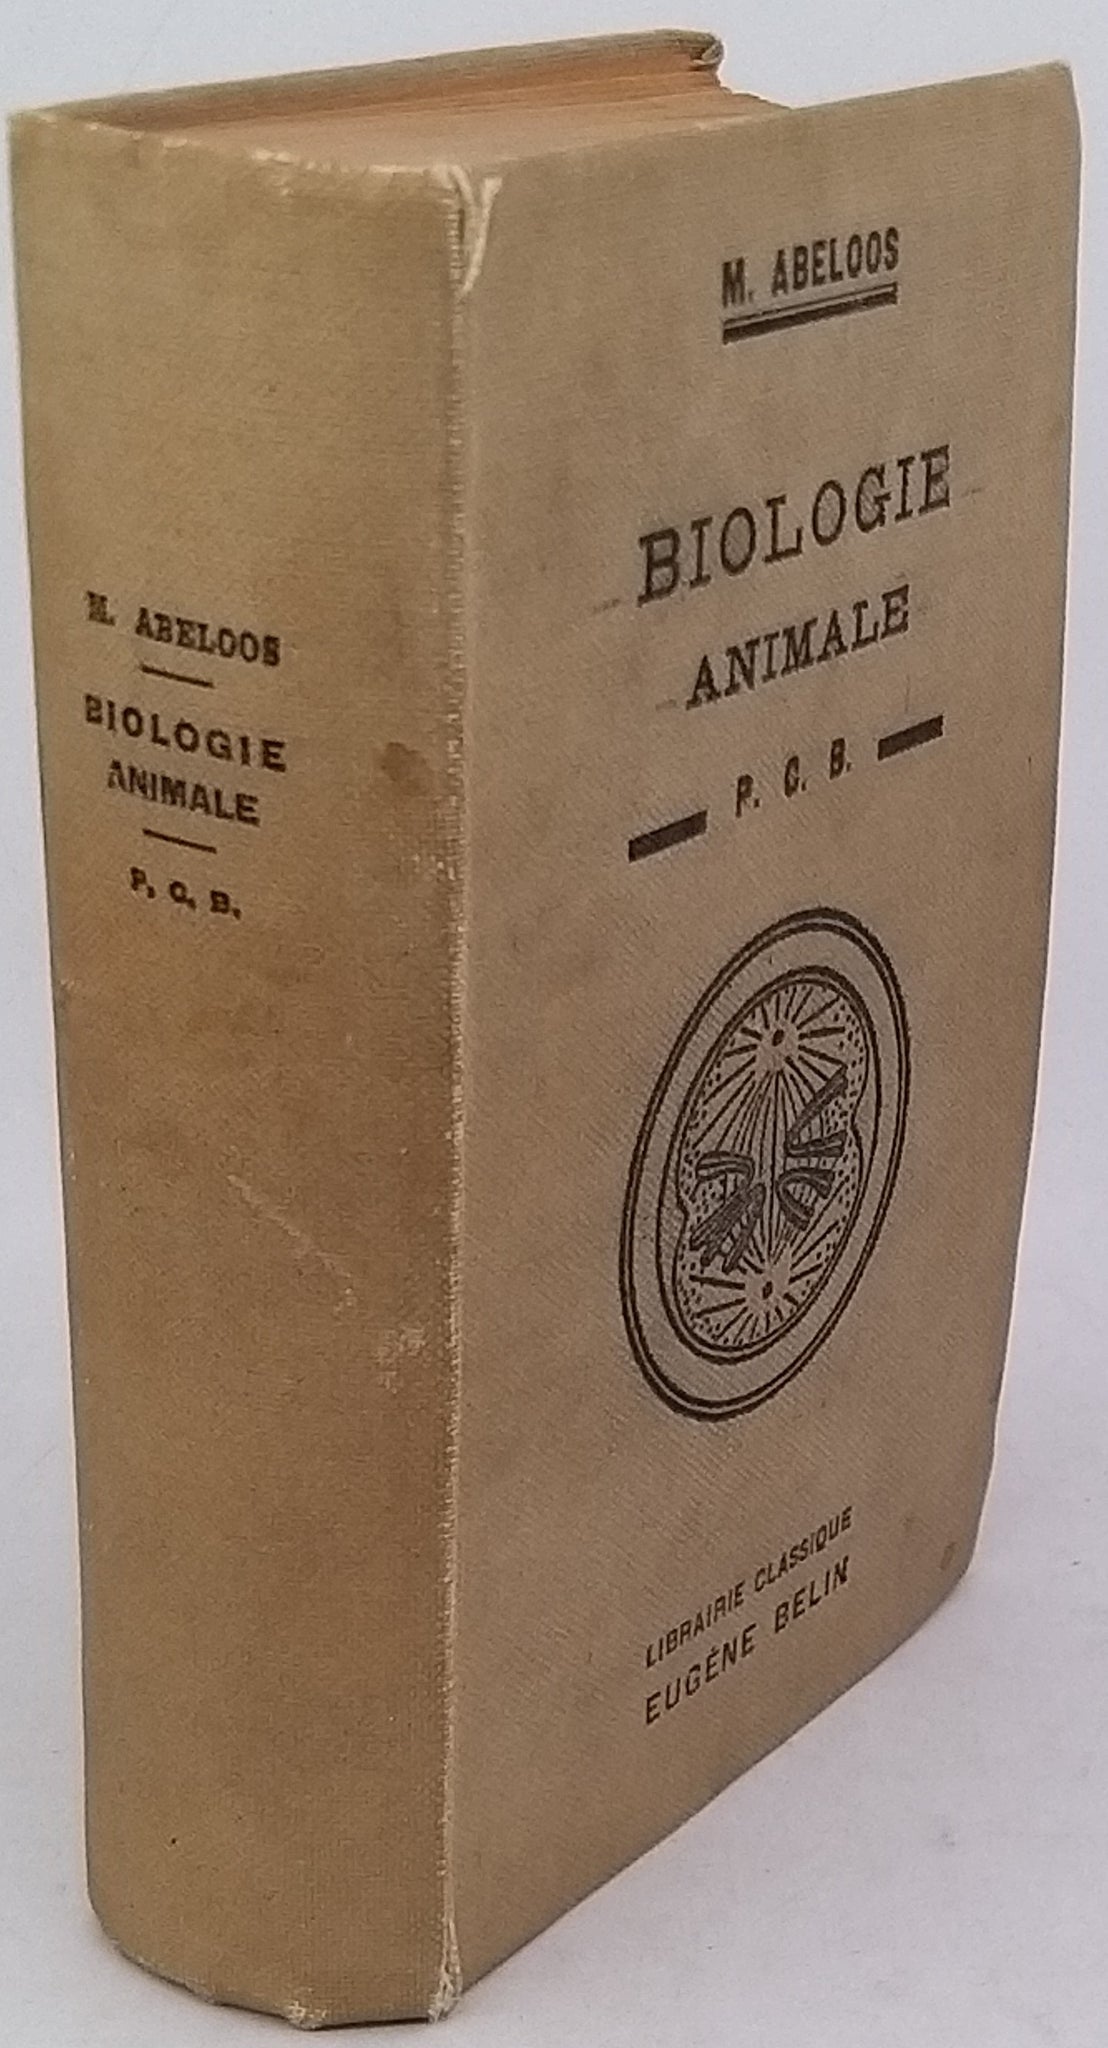 M. ABELOOS
BIOLOGIE
ANIMALE
P. C. B.
M. ABELOOS
BIOLOGIE
ANIMALE
P. C. B.
LIBRAIRIE CLASSIQUE
EUGÈNE BELIN